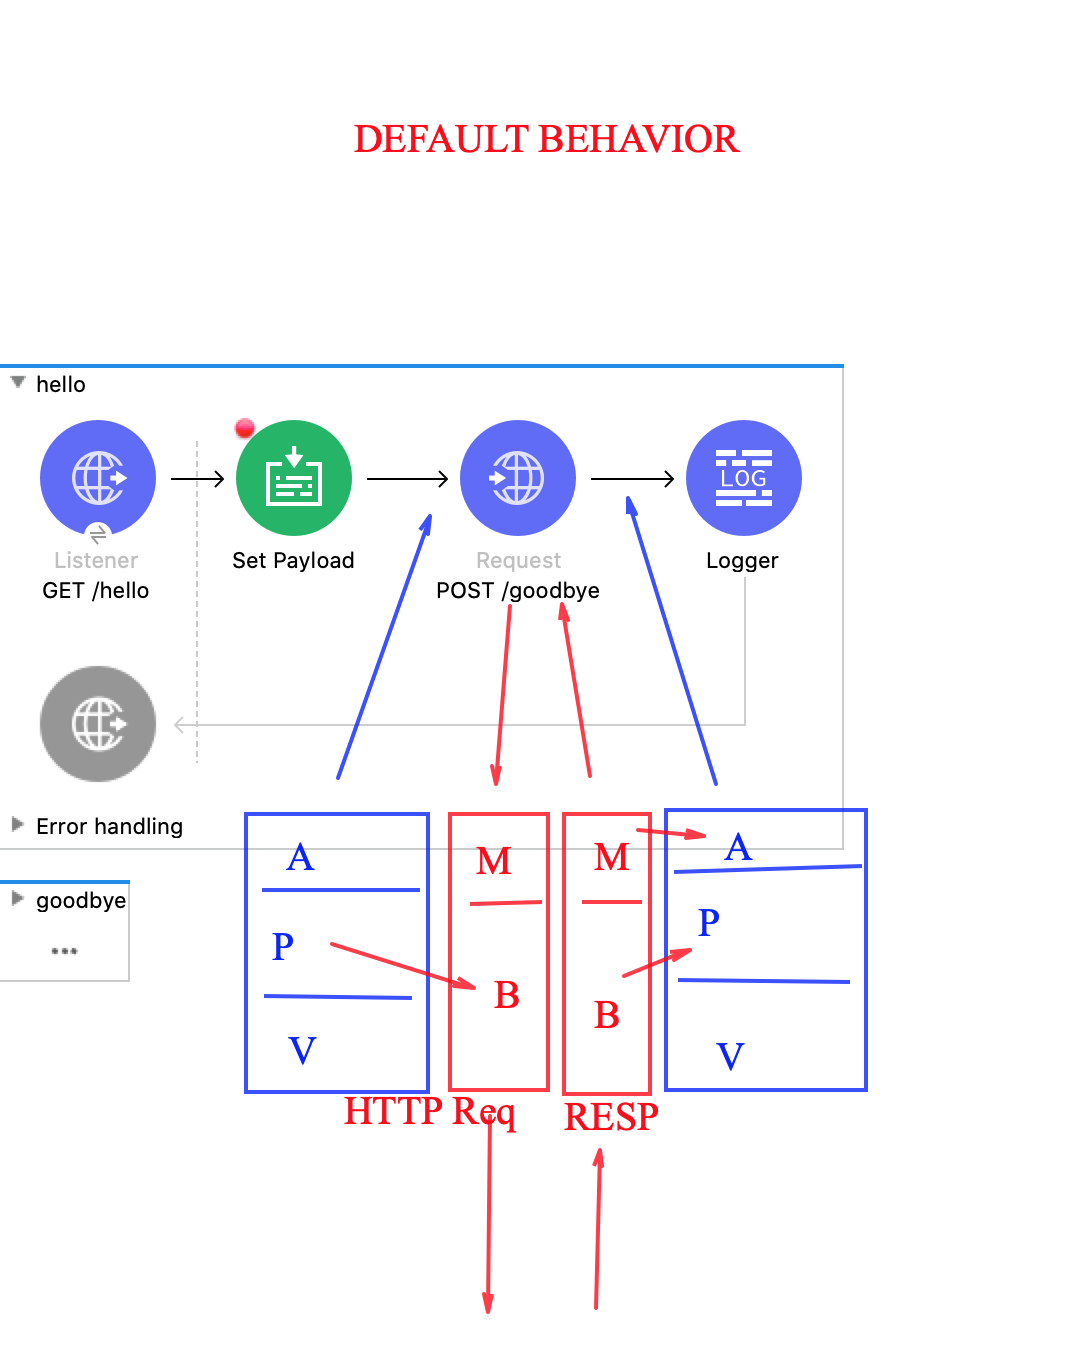 DEFAULT BEHAVIOR
hello
LOG
Listener
GET /hello
Set Payload
Request
POST /goodbye
Logger
Error handling
goodbye
A
P
V
M
B
M
B
A
P
V
HTTP Req
RESP